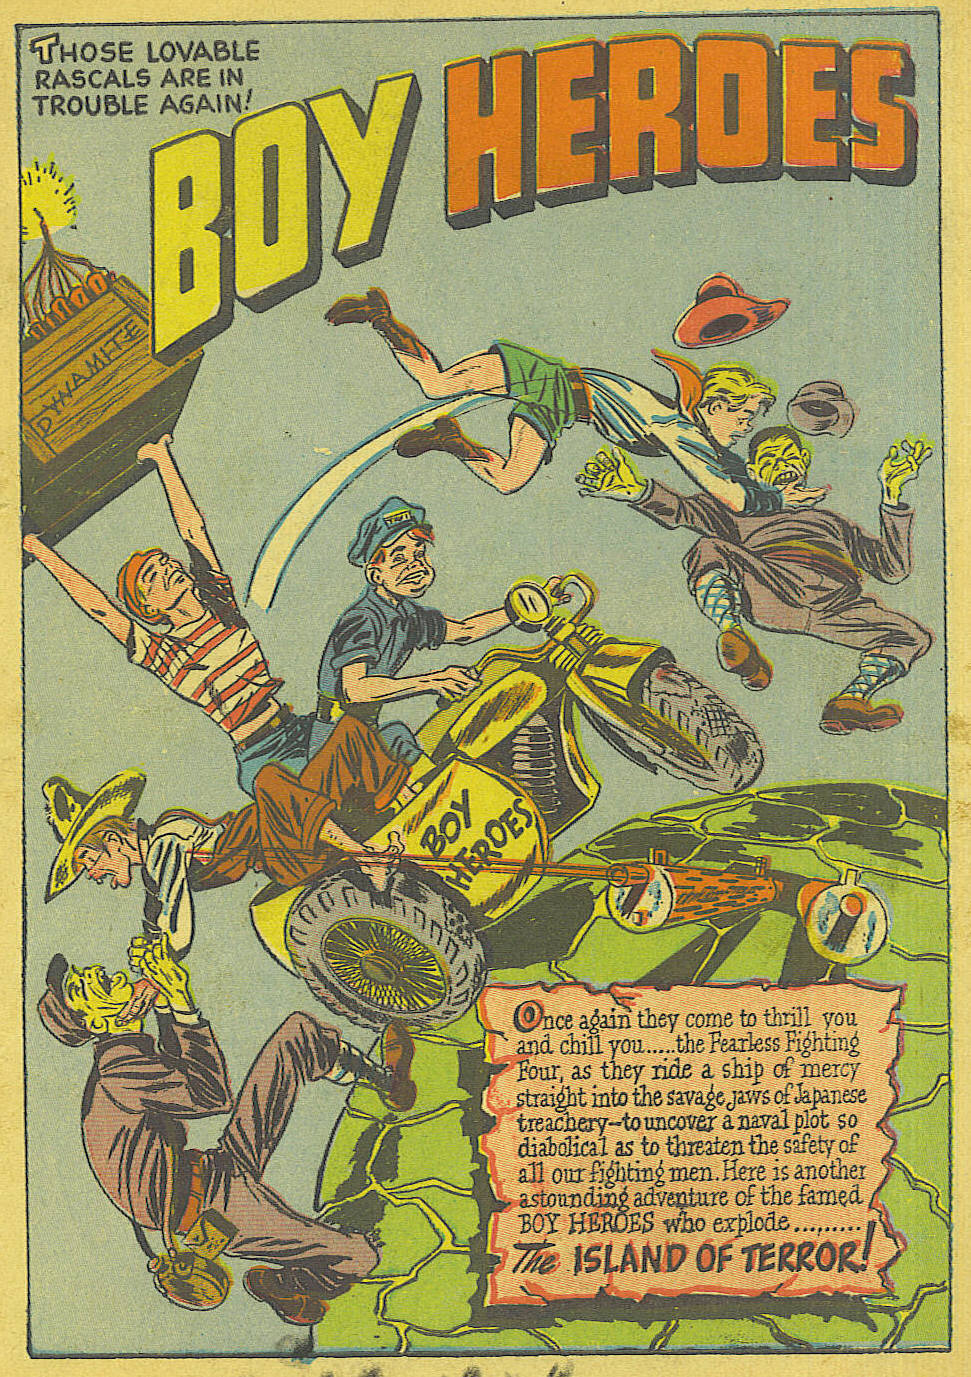 THOSE LOVABLE
RASCALS ARE IN
TROUBLE AGAIN!
BOY HEROES
DYNAMITE
TAXI
BOY
HEROES
Once again they come to thrill you
and chill you.....the Fearless Fighting
Four, as they ride a ship of mercy
straight into the savage jaws of Japanese
treachery--to uncover a naval plot so
diabolical as to threaten the safety of
all our fighting men. Here is another
astounding adventure of the famed
BOY HEROES who explode.........
The ISLAND OF TERROR!